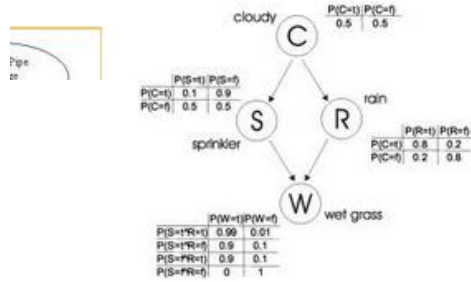 Pipe
cloudy
P(C=t) P(C=f)
0.5 0.5
C
P(S=t) P(S=f)
P(C=t) 0.1 0.9
P(C=f) 0.5 0.5
S
sprinkler
R
rain
P(R=t) P(R=f)
P(C=t) 0.8 0.2
P(C=f) 0.2 0.8
W
wet grass
P(W=t) P(W=f)
P(S=t^R=t) 0.99 0.01
P(S=t^R=f) 0.9 0.1
P(S=f^R=t) 0.9 0.1
P(S=f^R=f) 0 1